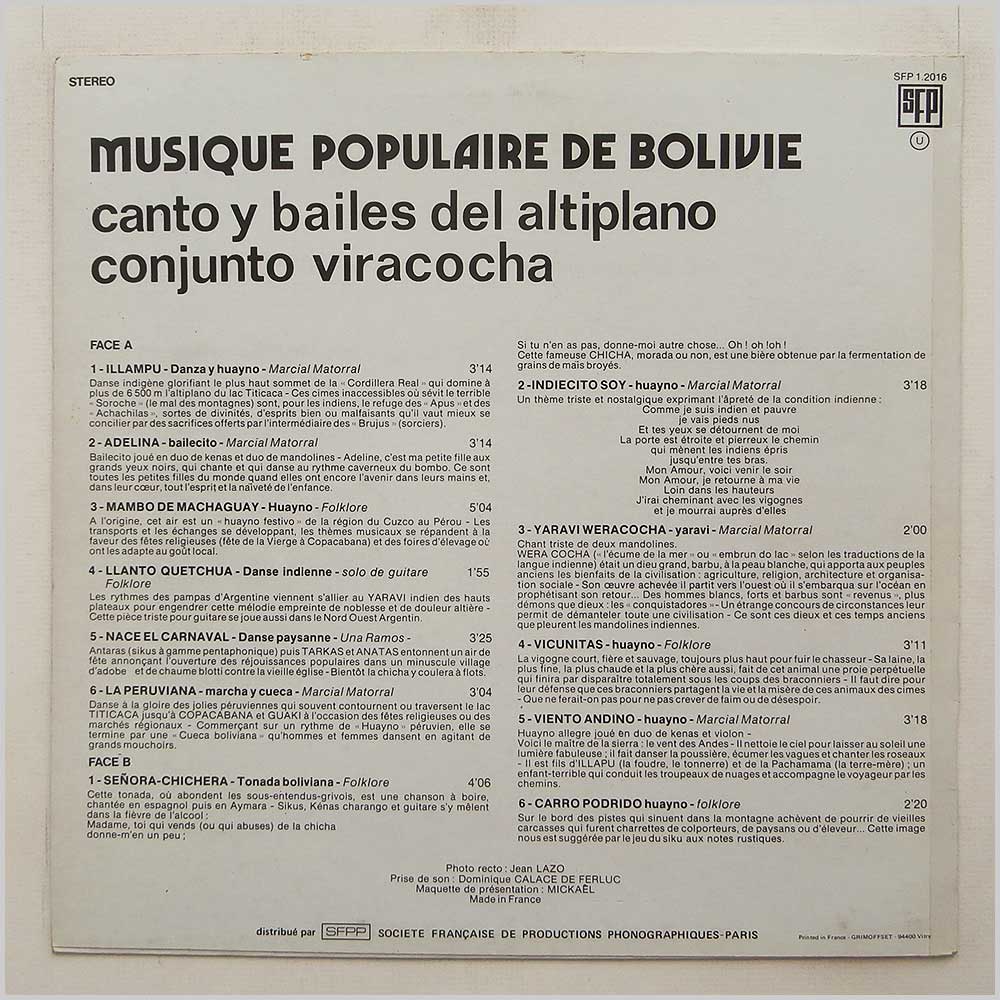 STEREO
SFP 1.2016
SFP
U
MUSIQUE POPULAIRE DE BOLIVIE
canto y bailes del altiplano
conjunto viracocha
FACE A
1 - ILLAMPU - Danza y huayno - Marcial Matorral 3'14
Danse indigène glorifiant le plus haut sommet de la « Cordillera Real » qui domine à
plus de 6 500 m l'altiplano du lac Titicaca - Ces cimes inaccessibles où sévit le terrible
« Soroche » (le mal des montagnes) sont, pour les indiens, le refuge des « Apus » et des
« Achachilas », sortes de divinités, d'esprits bien ou malfaisants qu'il vaut mieux se
concilier par des sacrifices offerts par l'intermédiaire des « Brujus » (sorciers).
2 - ADELINA - bailecito - Marcial Matorral 3'14
Bailecito joué en duo de kenas et duo de mandolines - Adeline, c'est ma petite fille aux
grands yeux noirs, qui chante et qui danse au rythme caverneux du bombo. Ce sont
toutes les petites filles du monde quand elles ont encore l'avenir dans leurs mains et,
dans leur cœur, tout l'esprit et la naïveté de l'enfance.
3 - MAMBO DE MACHAGUAY - Huayno - Folklore 5'04
A l'origine, cet air est un « huayno festivo » de la région du Cuzco au Pérou - Les
transports et les échanges se développant, les thèmes musicaux se répandent à la
faveur des fêtes religieuses (fête de la Vierge à Copacabana) et des foires d'élevage où
on les adapte au goût local.
4 - LLANTO QUETCHUA - Danse indienne - solo de guitare 1'55
Folklore
Les rythmes des pampas d'Argentine viennent s'allier au YARAVI indien des hauts
plateaux pour engendrer cette mélodie empreinte de noblesse et de douleur altière -
Cette pièce triste pour guitare se joue aussi dans le Nord Ouest Argentin.
5 - NACE EL CARNAVAL - Danse paysanne - Una Ramos - 3'25
Antaras (sikus à gamme pentaphonique) puis TARKAS et ANATAS entonnent un air de
fête annonçant l'ouverture des réjouissances populaires dans un minuscule village
d'adobe et de chaume blotti contre la vieille église - Bientôt la chicha y coulera à flots.
6 - LA PERUVIANA - marcha y cueca - Marcial Matorral 3'04
Danse à la gloire des jolies péruviennes qui souvent contournent ou traversent le lac
TITICACA jusqu'à COPACABANA et GUAKI à l'occasion des fêtes religieuses ou des
marchés régionaux - Commerçant sur un rythme de « Huayno » péruvien, elle se
termine par une « Cueca boliviana » qu'hommes et femmes dansent en agitant de
grands mouchoirs.
FACE B
1 - SEÑORA-CHICHERA - Tonada boliviana - Folklore 4'06
Cette tonada, où abondent les sous-entendus-grivois, est une chanson à boire,
chantée en espagnol puis en Aymara - Sikus, Kénas charango et guitare s'y mêlent
dans la fièvre de l'alcool :
Madame, toi qui vends (ou qui abuses) de la chicha
donne-m'en un peu ;
Si tu n'en as pas, donne-moi autre chose... Oh ! oh !oh !
Cette fameuse CHICHA, morada ou non, est une bière obtenue par la fermentation de
grains de maïs broyés.
2 - INDIECITO SOY - huayno - Marcial Matorral 3'18
Un thème triste et nostalgique exprimant l'âpreté de la condition indienne :
Comme je suis indien et pauvre
je vais pieds nus
Et tes yeux se détournent de moi
La porte est étroite et pierreux le chemin
qui mènent les indiens épris
jusqu'entre tes bras.
Mon Amour, voici venir le soir
Mon Amour, je retourne à ma vie
Loin dans les hauteurs
J'irai cheminant avec les vigognes
et je mourrai auprès d'elles
3 - YARAVI WERACOCHA - yaravi - Marcial Matorral 2'00
Chant triste de deux mandolines.
WERA COCHA (« l'écume de la mer » ou « embrun do lac » selon les traductions de la
langue indienne) était un dieu grand, barbu, à la peau blanche, qui apporta aux peuples
anciens les bienfaits de la civilisation : agriculture, religion, architecture et organisa-
tion sociale - Son œuvre achevée il partit vers l'ouest où il s'embarqua sur l'océan en
prophétisant son retour... Des hommes blancs, forts et barbus sont « revenus », plus
démons que dieux : les « conquistadores » - Un étrange concours de circonstances leur
permit de démanteler toute une civilisation - Ce sont ces dieux et ces temps anciens
que pleurent les mandolines indiennes.
4 - VICUNITAS - huayno - Folklore 3'11
La vigogne court, fière et sauvage, toujours plus haut pour fuir le chasseur - Sa laine, la
plus fine, la plus chaude et la plus chère aussi, fait de cet animal une proie perpétuelle
qui finira par disparaître totalement sous les coups des braconniers - Il faut dire pour
leur défense que ces braconniers partagent la vie et la misère de ces animaux des cimes
- Que ne ferait-on pas pour ne pas crever de faim ou de désespoir.
5 - VIENTO ANDINO - huayno - Marcial Matorral 3'18
Huayno allegre joué en duo de kenas et violon -
Voici le maître de la sierra : le vent des Andes - Il nettoie le ciel pour laisser au soleil une
lumière fabuleuse ; il fait danser la poussière, écumer les vagues et chanter les roseaux
- Il est fils d'ILLAPU (la foudre, le tonnerre) et de la Pachamama (la terre-mère) ; un
enfant-terrible qui conduit les troupeaux de nuages et accompagne le voyageur par les
chemins.
6 - CARRO PODRIDO huayno - folklore 2'20
Sur le bord des pistes qui sinuent dans la montagne achèvent de pourrir de vieilles
carcasses qui furent charrettes de colporteurs, de paysans ou d'éleveur... Cette image
nous est suggérée par le jeu du siku aux notes rustiques.
Photo recto : Jean LAZO
Prise de son : Dominique CALACE DE FERLUC
Maquette de présentation : MICKAËL
Made in France
distribué par SFPP SOCIETE FRANÇAISE DE PRODUCTIONS PHONOGRAPHIQUES-PARIS
Printed in France - GRIMOFFSET - 94400 Vitry